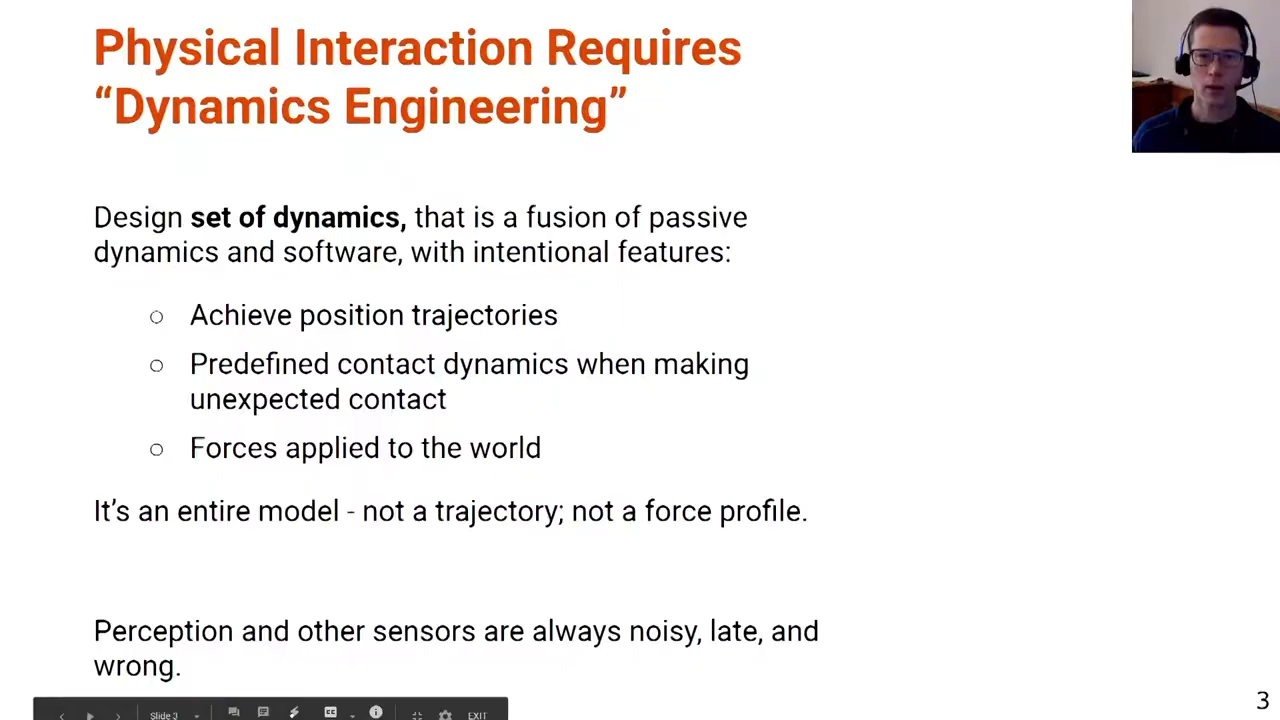 Physical Interaction Requires
“Dynamics Engineering”
Design set of dynamics, that is a fusion of passive
dynamics and software, with intentional features:
○ Achieve position trajectories
○ Predefined contact dynamics when making
unexpected contact
○ Forces applied to the world
It’s an entire model - not a trajectory; not a force profile.
Perception and other sensors are always noisy, late, and
wrong.
Slide 3
CC
EXIT
3